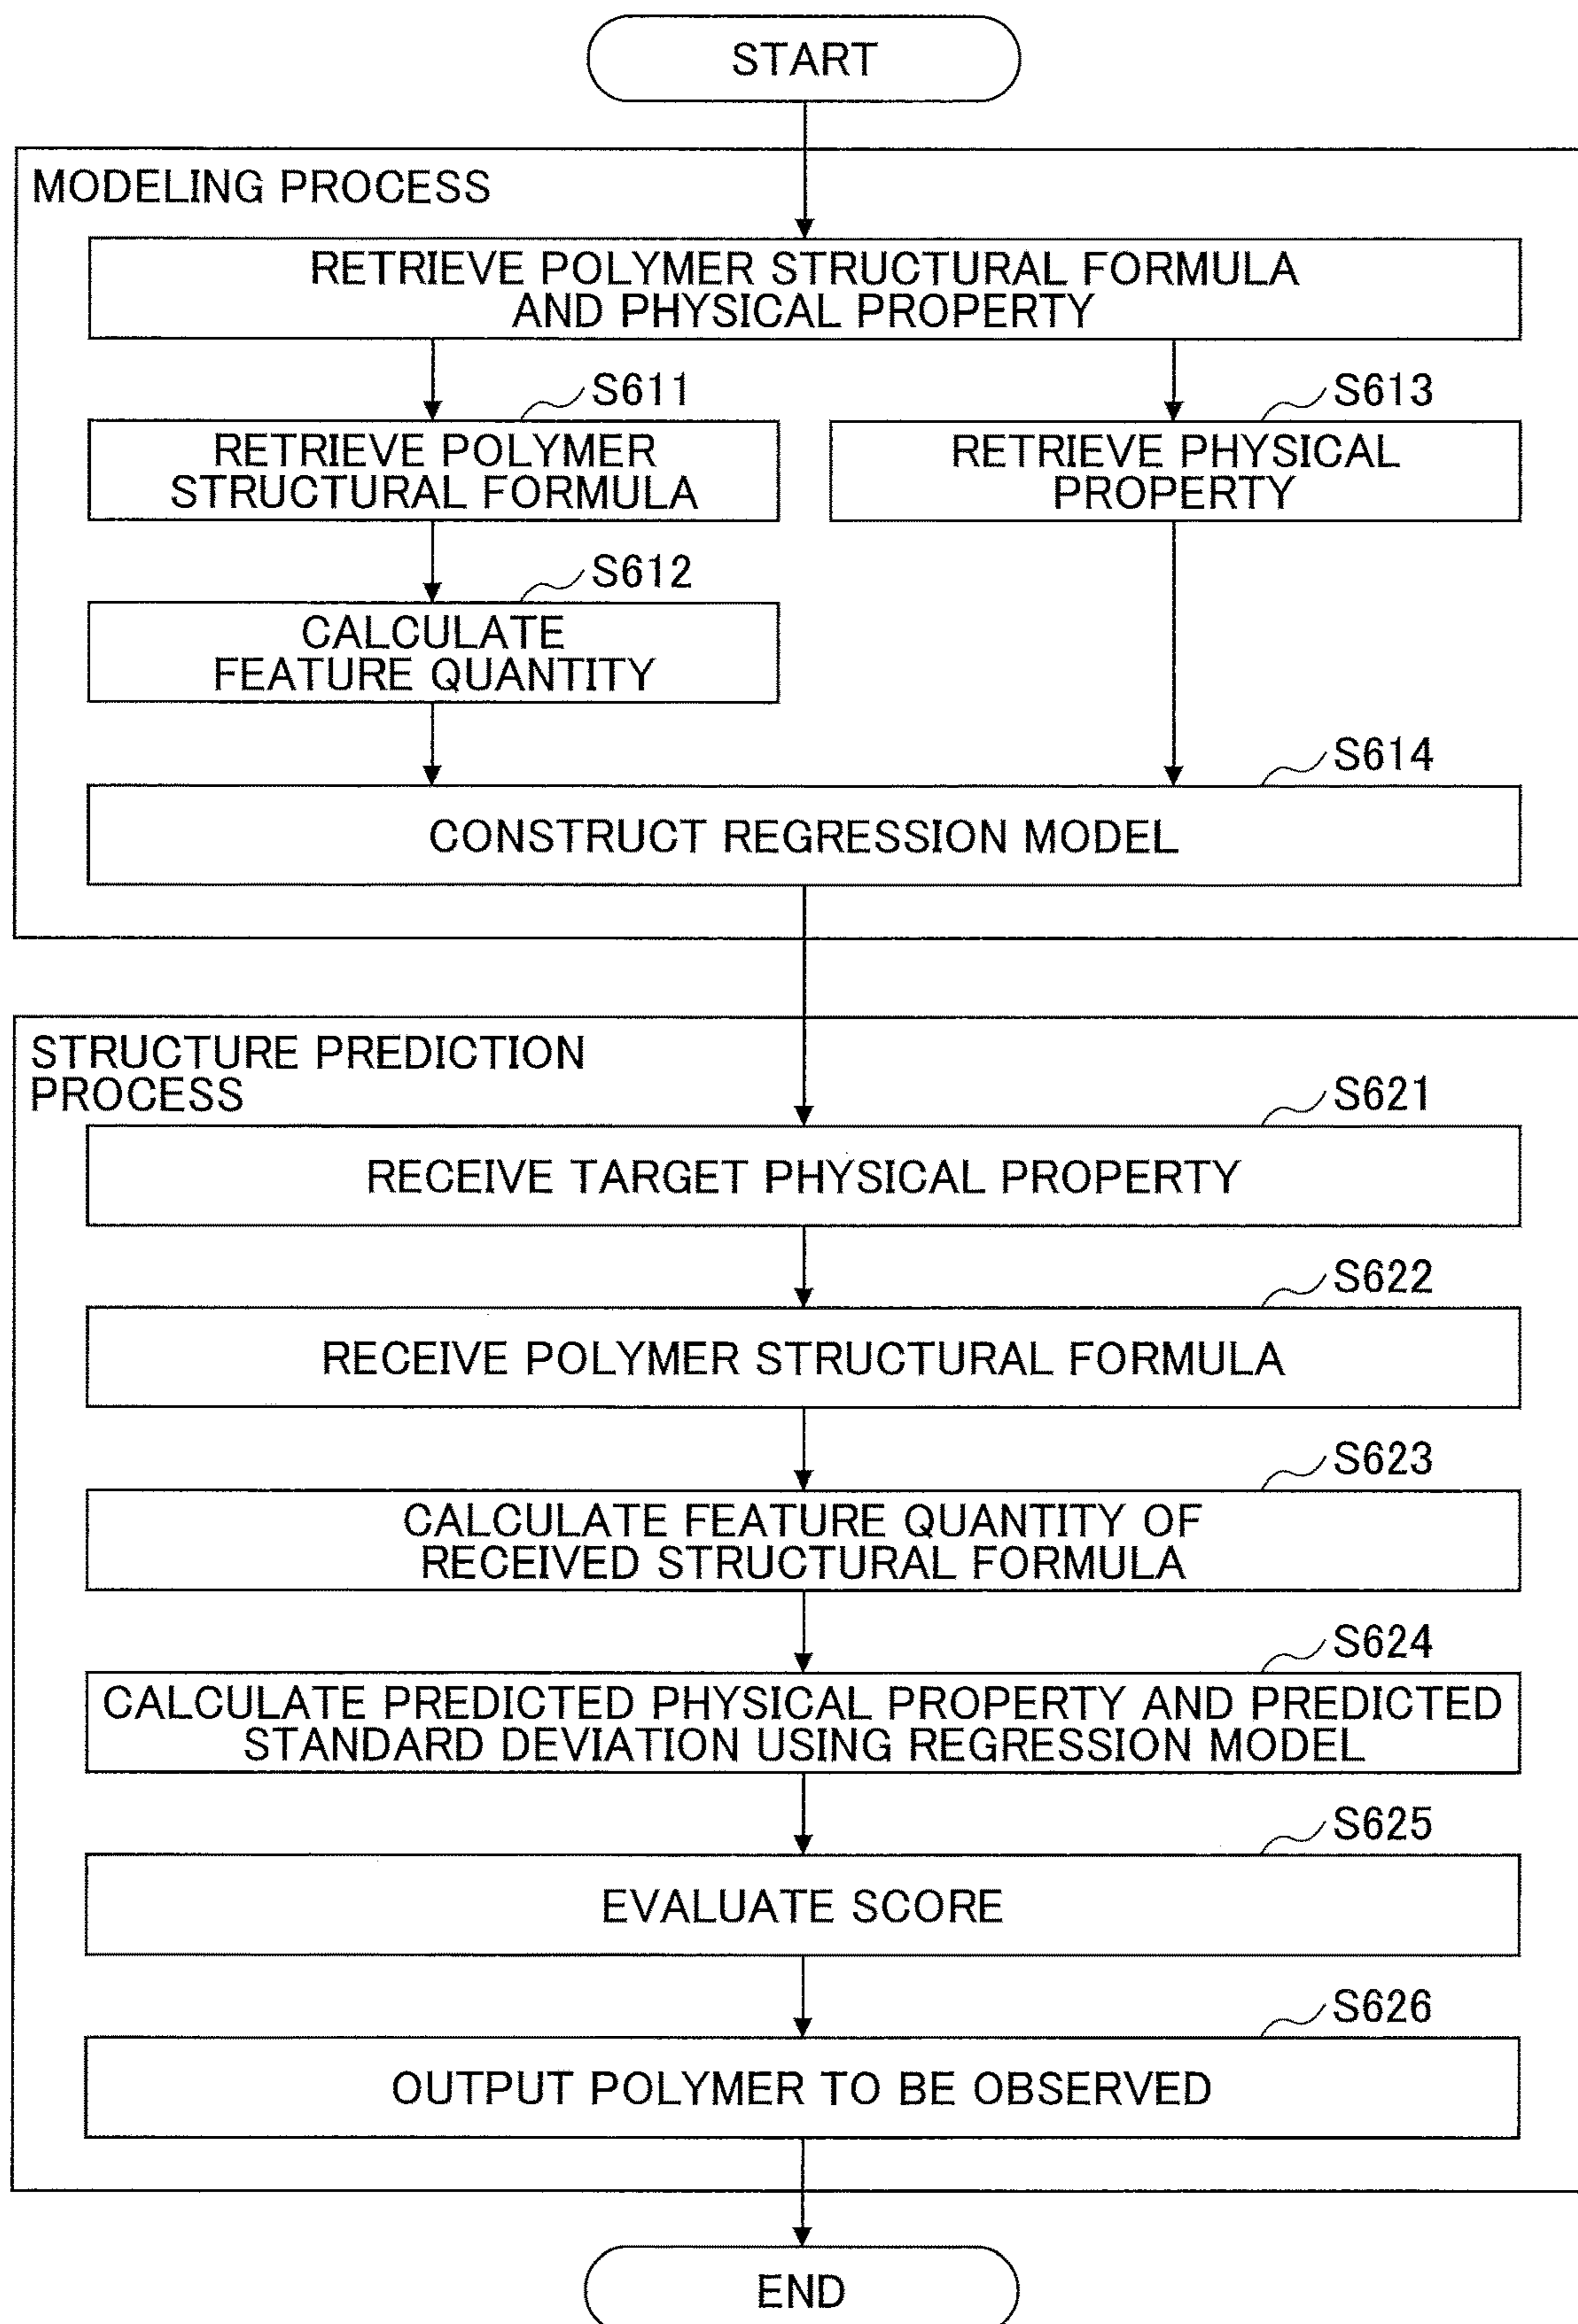 START
MODELING PROCESS
RETRIEVE POLYMER STRUCTURAL FORMULA
AND PHYSICAL PROPERTY
S611
RETRIEVE POLYMER
STRUCTURAL FORMULA
S613
RETRIEVE PHYSICAL
PROPERTY
S612
CALCULATE
FEATURE QUANTITY
S614
CONSTRUCT REGRESSION MODEL
STRUCTURE PREDICTION
PROCESS
S621
RECEIVE TARGET PHYSICAL PROPERTY
S622
RECEIVE POLYMER STRUCTURAL FORMULA
S623
CALCULATE FEATURE QUANTITY OF
RECEIVED STRUCTURAL FORMULA
S624
CALCULATE PREDICTED PHYSICAL PROPERTY AND PREDICTED
STANDARD DEVIATION USING REGRESSION MODEL
S625
EVALUATE SCORE
S626
OUTPUT POLYMER TO BE OBSERVED
END